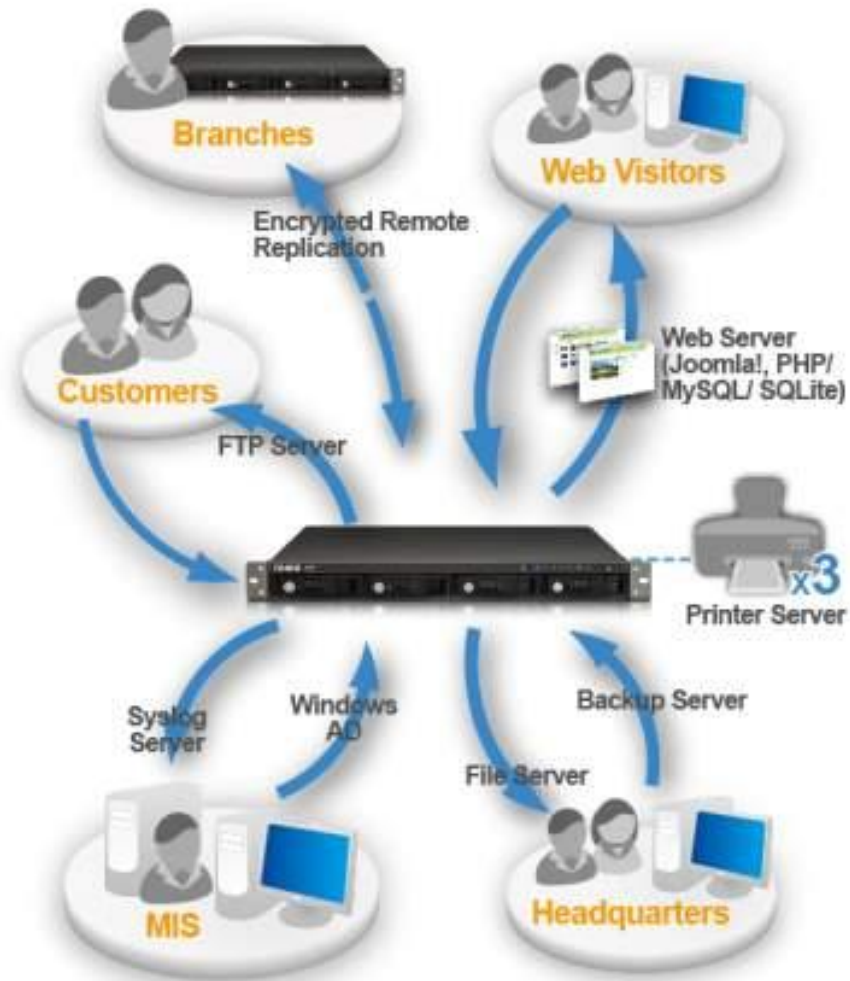 Branches
Web Visitors
Encrypted Remote
Replication
Web Server
(Joomla!, PHP/
MySQL/ SQLite)
Customers
FTP Server
x3
Printer Server
Syslog
Server
Windows
AD
Backup Server
File Server
MIS
Headquarters